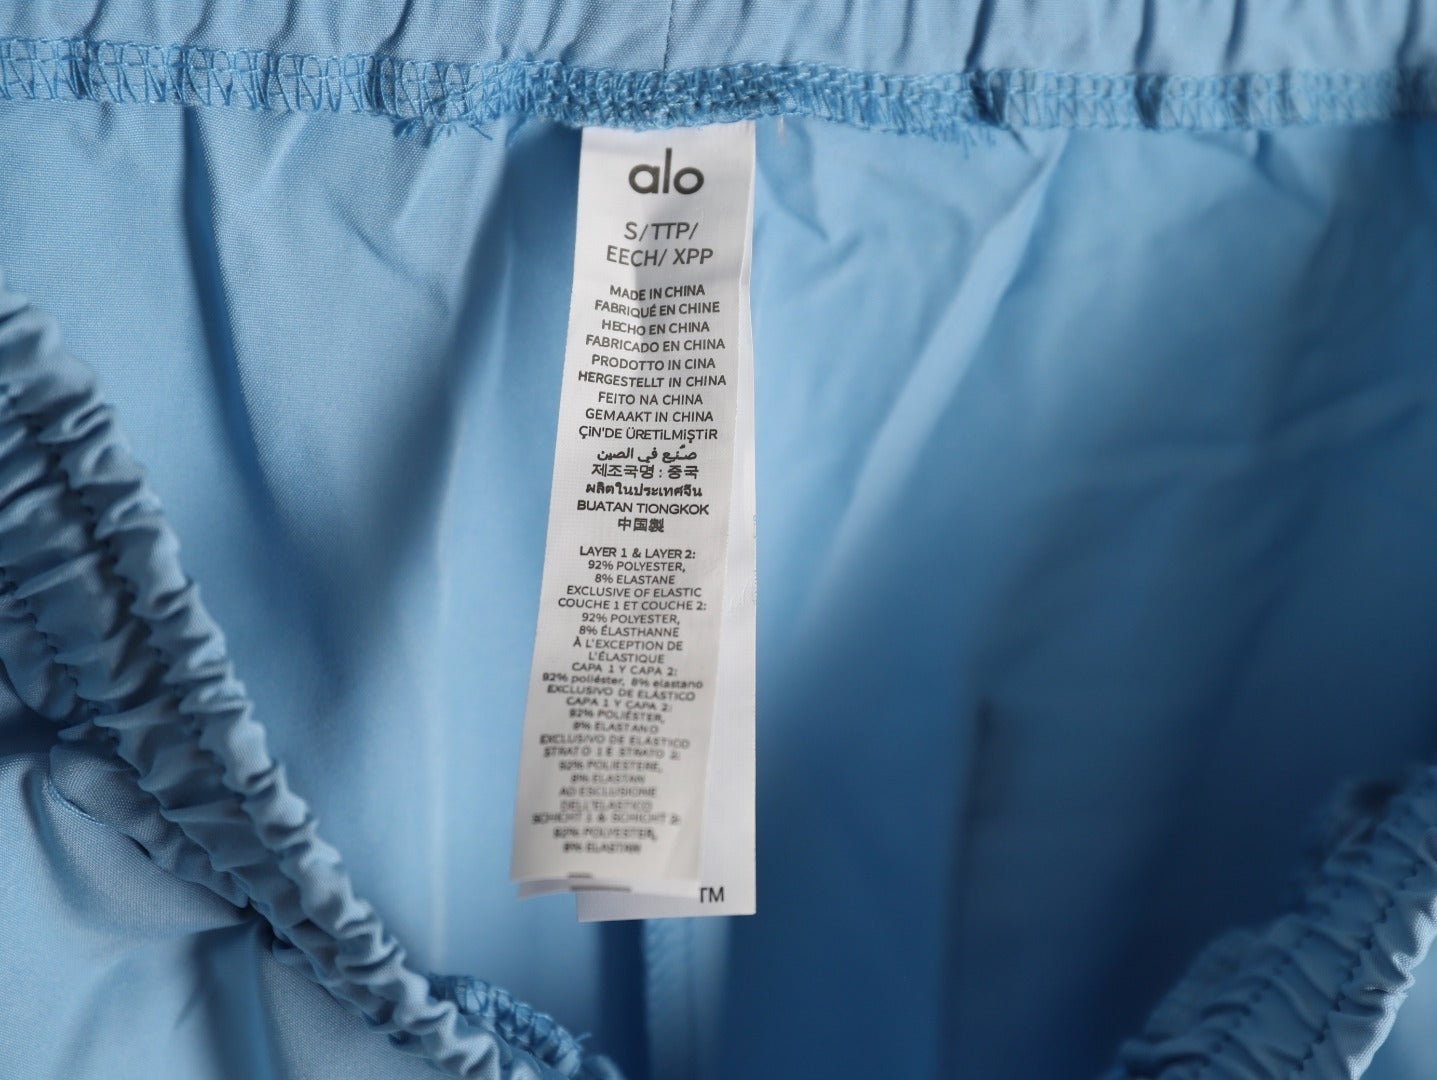 alo
S/TTP/
EECH/ XPP
MADE IN CHINA
FABRIQUÉ EN CHINE
HECHO EN CHINA
FABRICADO EN CHINA
PRODOTTO IN CINA
HERGESTELLT IN CHINA
FEITO NA CHINA
GEMAAKT IN CHINA
ÇİN'DE ÜRETİLMİŞTİR
صُنع في الصين
제조국명 : 중국
ผลิตในประเทศจีน
BUATAN TIONGKOK
中国製
LAYER 1 & LAYER 2:
92% POLYESTER,
8% ELASTANE
EXCLUSIVE OF ELASTIC
COUCHE 1 ET COUCHE 2:
92% POLYESTER,
8% ÉLASTHANNE
À L'EXCEPTION DE
L'ÉLASTIQUE
CAPA 1 Y CAPA 2:
92% poliéster, 8% elastano
EXCLUSIVO DE ELÁSTICO
CAPA 1 Y CAPA 2:
92% POLIÉSTER,
8% ELASTANO
EXCLUSIVO DE ELÁSTICO
STRATO 1 E STRATO 2:
92% POLIESTERE,
8% ELASTAN
AD ESCLUSIONE
DELL'ELASTICO
SCHICHT 1 & SCHICHT 2:
92% POLYESTER,
8% ELASTAN
TM